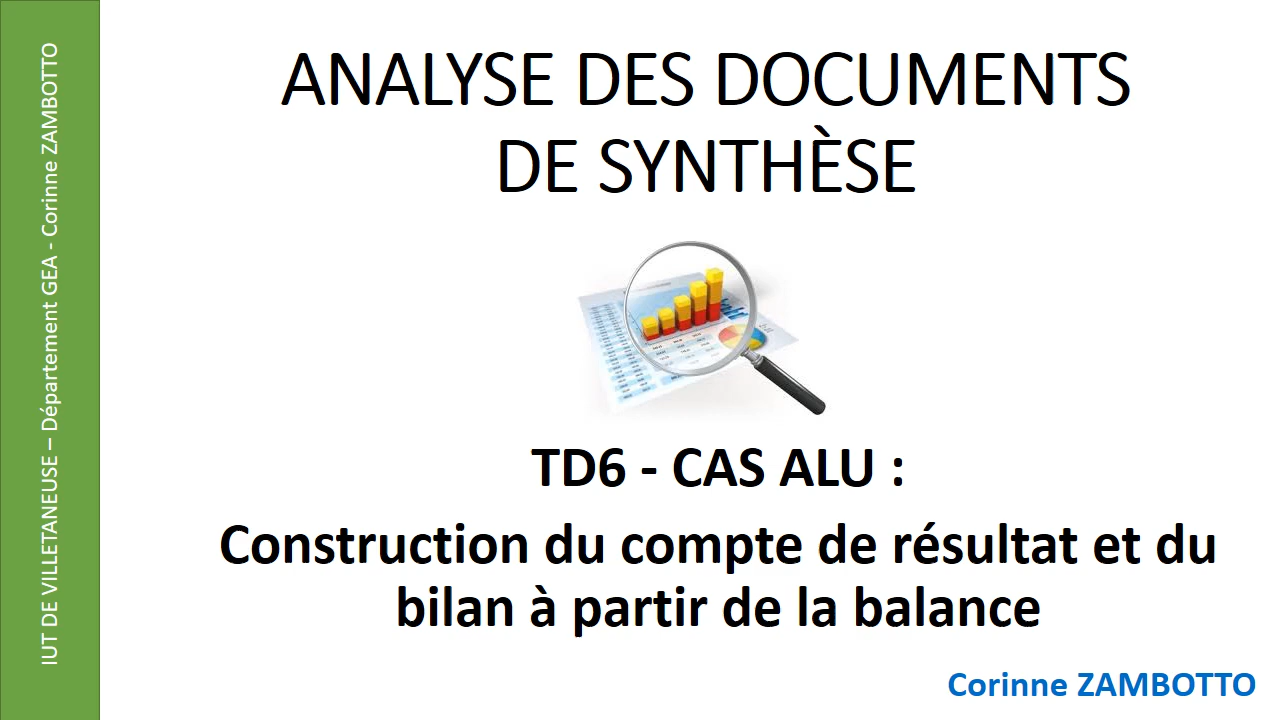 IUT DE VILLETANEUSE – Département GEA - Corinne ZAMBOTTO
ANALYSE DES DOCUMENTS
DE SYNTHÈSE
TD6 - CAS ALU :
Construction du compte de résultat et du
bilan à partir de la balance
Corinne ZAMBOTTO